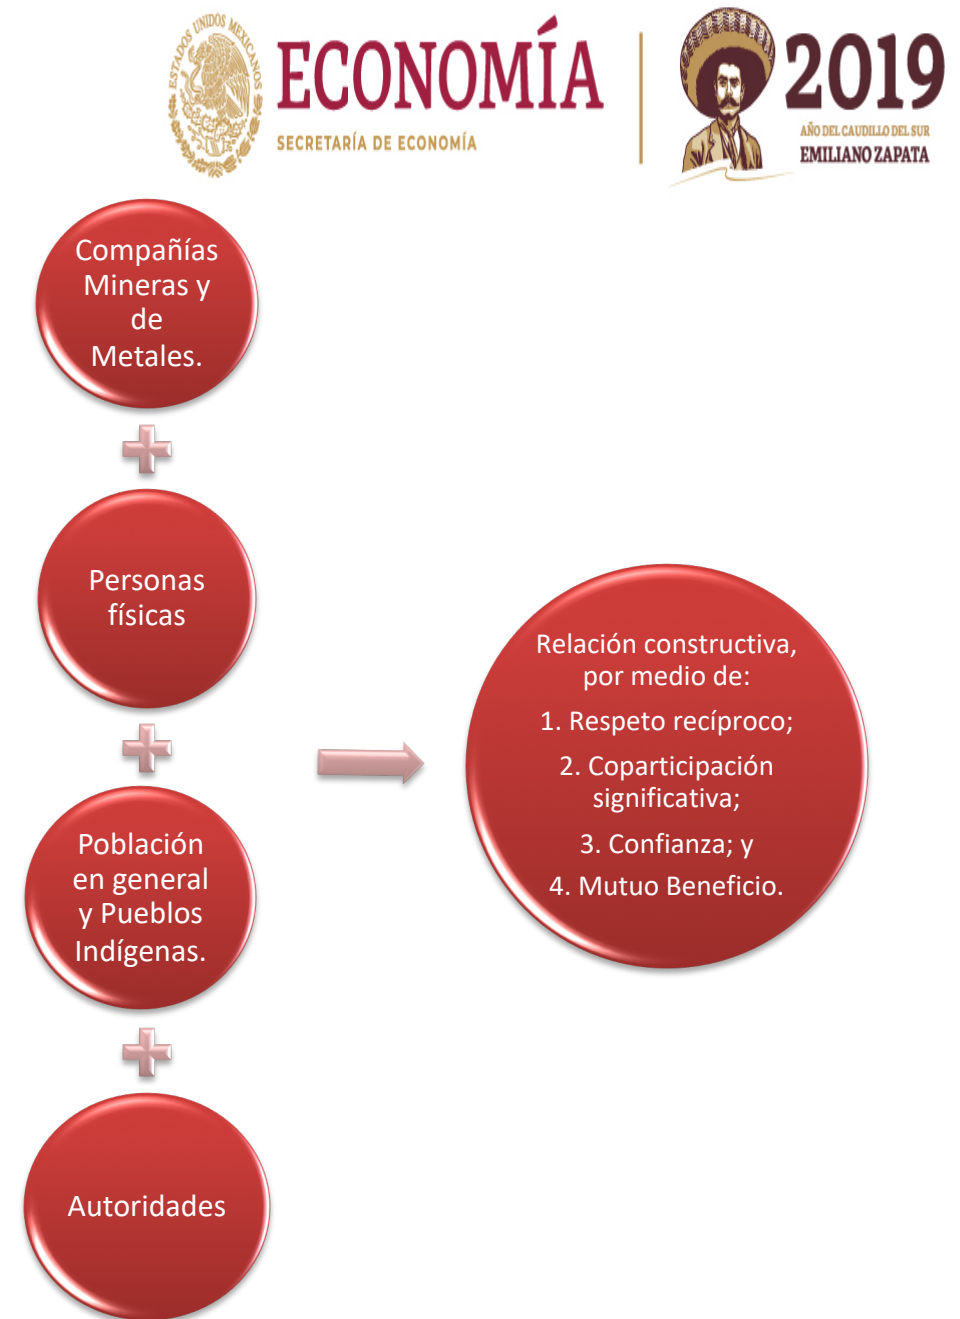 ESTADOS UNIDOS MEXICANOS
ECONOMÍA
SECRETARÍA DE ECONOMÍA
2019
AÑO DEL CAUDILLO DEL SUR
EMILIANO ZAPATA
Compañías
Mineras y
de
Metales.
Personas
físicas
Población
en general
y Pueblos
Indígenas.
Autoridades
Relación constructiva,
por medio de:
1. Respeto recíproco;
2. Coparticipación
significativa;
3. Confianza; y
4. Mutuo Beneficio.